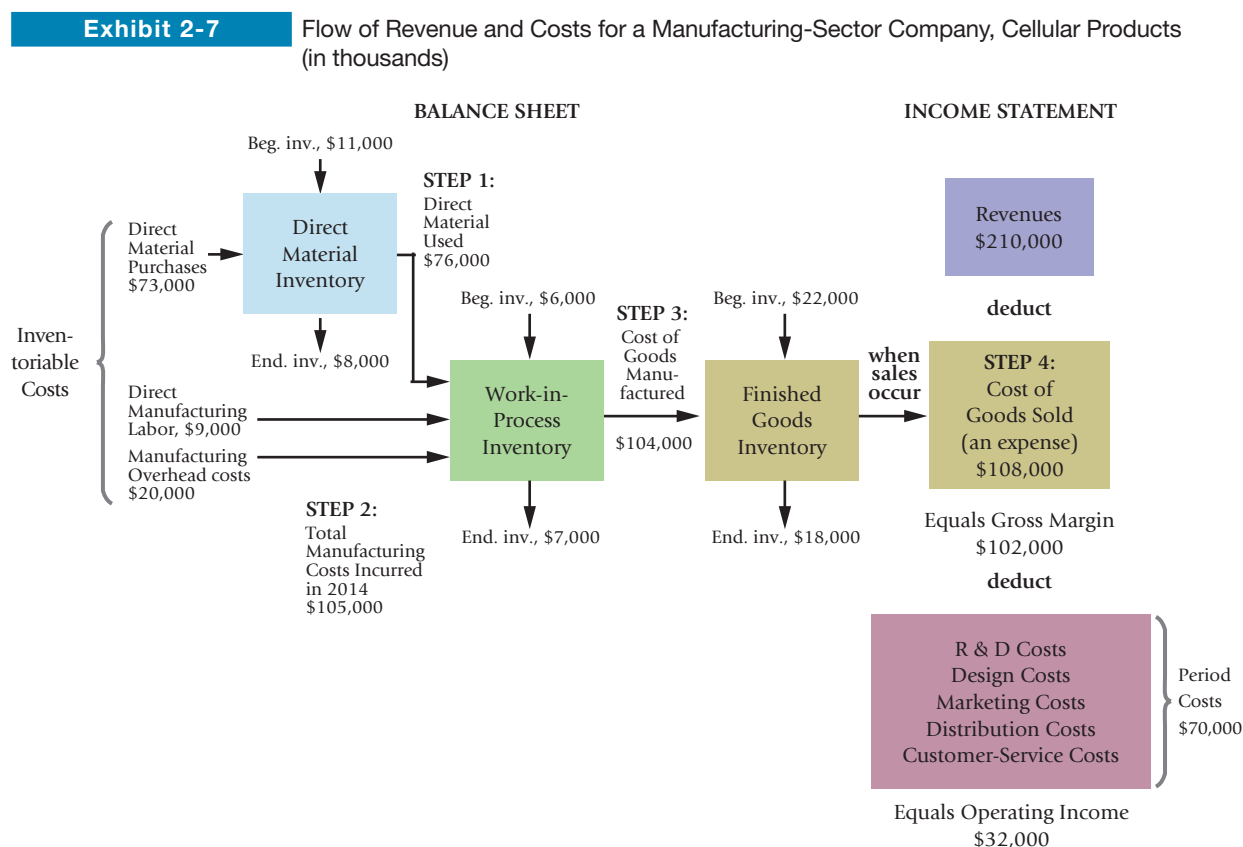 Exhibit 2-7
Flow of Revenue and Costs for a Manufacturing-Sector Company, Cellular Products
(in thousands)
BALANCE SHEET
INCOME STATEMENT
Beg. inv., $11,000
STEP 1:
Direct
Material
Used
$76,000
Direct
Material
Purchases
$73,000
Direct
Material
Inventory
End. inv., $8,000
Inven-
toriable
Costs
Direct
Manufacturing
Labor, $9,000
Manufacturing
Overhead costs
$20,000
STEP 2:
Total
Manufacturing
Costs Incurred
in 2014
$105,000
Beg. inv., $6,000
Work-in-
Process
Inventory
End. inv., $7,000
STEP 3:
Cost of
Goods
Manu-
factured
$104,000
Beg. inv., $22,000
Finished
Goods
Inventory
End. inv., $18,000
when
sales
occur
Revenues
$210,000
deduct
STEP 4:
Cost of
Goods Sold
(an expense)
$108,000
Equals Gross Margin
$102,000
deduct
R & D Costs
Design Costs
Marketing Costs
Distribution Costs
Customer-Service Costs
Period
Costs
$70,000
Equals Operating Income
$32,000